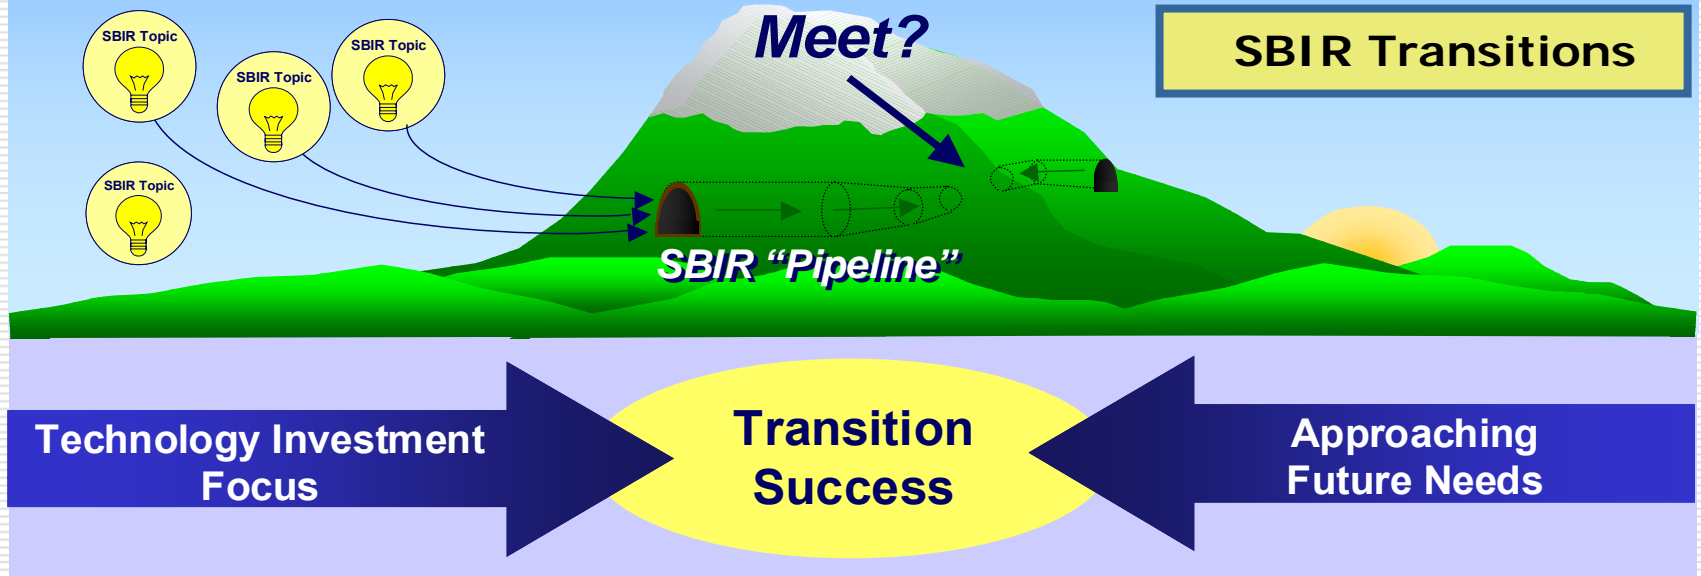 SBIR Topic
SBIR Topic
SBIR Topic
SBIR Topic
Meet?
SBIR Transitions
SBIR “Pipeline”
Technology Investment
Focus
Transition
Success
Approaching
Future Needs